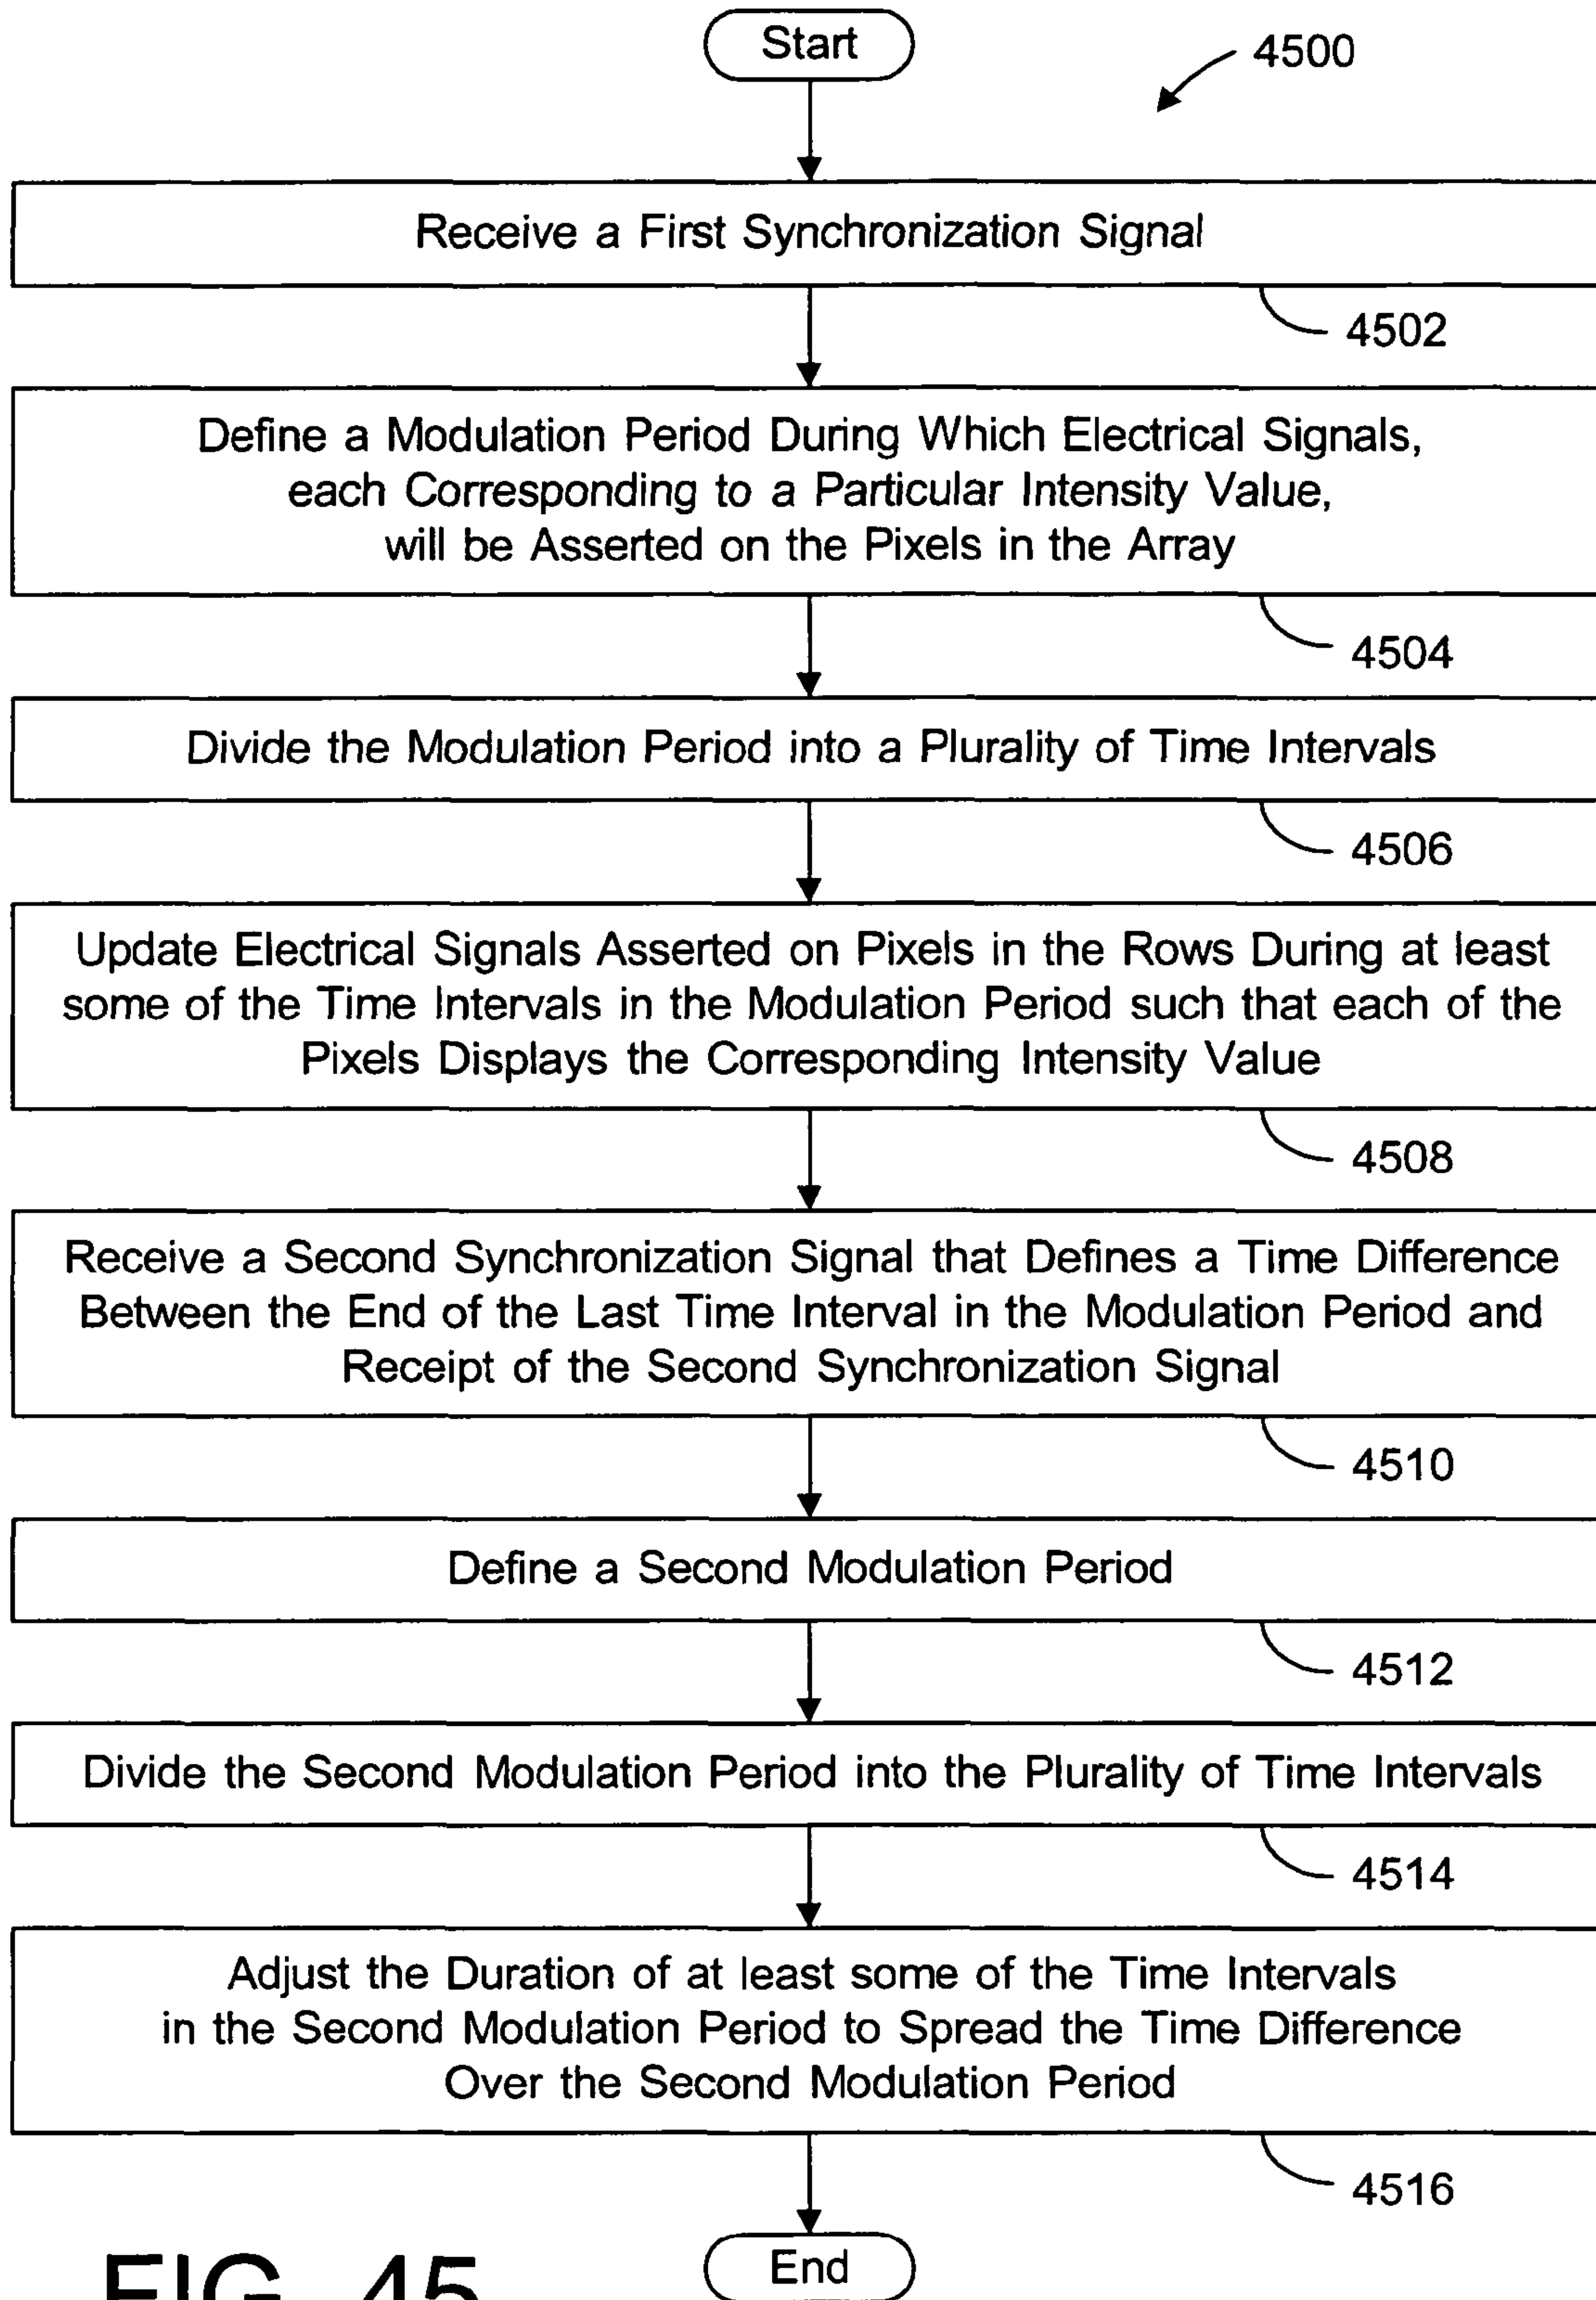 Start
4500
Receive a First Synchronization Signal
4502
Define a Modulation Period During Which Electrical Signals,
each Corresponding to a Particular Intensity Value,
will be Asserted on the Pixels in the Array
4504
Divide the Modulation Period into a Plurality of Time Intervals
4506
Update Electrical Signals Asserted on Pixels in the Rows During at least
some of the Time Intervals in the Modulation Period such that each of the
Pixels Displays the Corresponding Intensity Value
4508
Receive a Second Synchronization Signal that Defines a Time Difference
Between the End of the Last Time Interval in the Modulation Period and
Receipt of the Second Synchronization Signal
4510
Define a Second Modulation Period
4512
Divide the Second Modulation Period into the Plurality of Time Intervals
4514
Adjust the Duration of at least some of the Time Intervals
in the Second Modulation Period to Spread the Time Difference
Over the Second Modulation Period
4516
End
FIG. 45